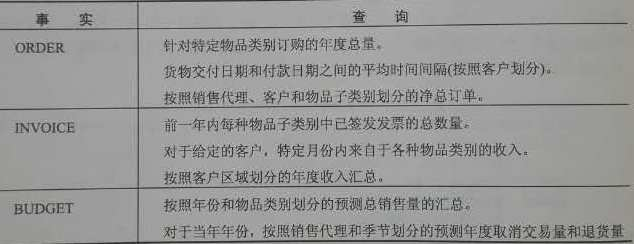 事 实 查 询
ORDER 针对特定物品类别订购的年度总量。
货物交付日期和付款日期之间的平均时间间隔(按照客户划分)。
按照销售代理、客户和物品子类别划分的净总订单。
INVOICE 前一年内每种物品子类别中已签发发票的总数量。
对于给定的客户，特定月份内来自于各种物品类别的收入。
按照客户区域划分的年度收入汇总。
BUDGET 按照年份和物品类别划分的预测总销售量的汇总。
对于当年年份，按照销售代理和季节划分的预测年度取消交易量和退货量